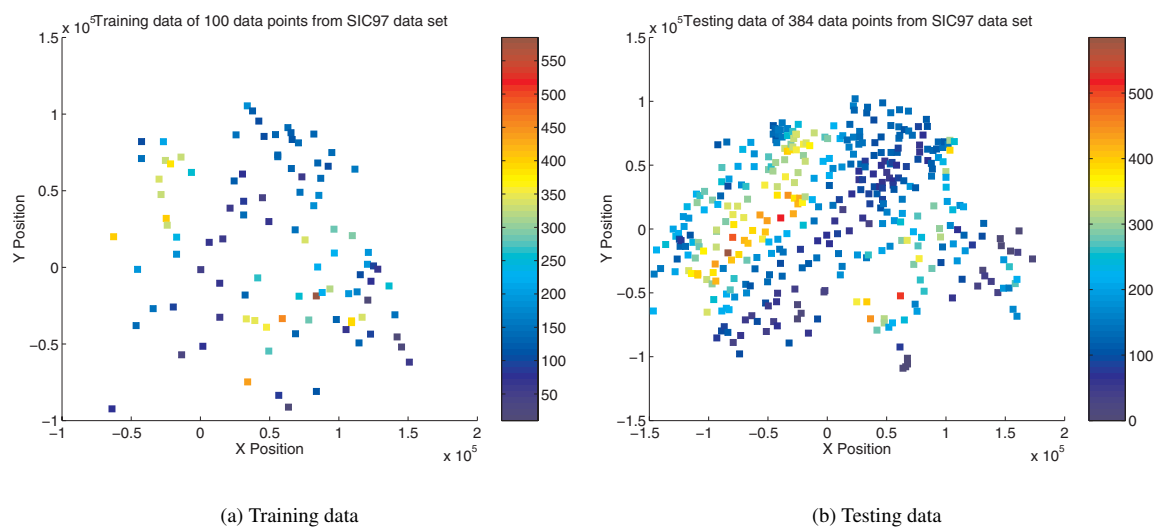 x 10^5 Training data of 100 data points from SIC97 data set
1.5
1
0.5
0
−0.5
−1
Y Position
−1 −0.5 0 0.5 1 1.5 2
X Position
x 10^5
550
500
450
400
350
300
250
200
150
100
50
(a) Training data
x 10^5 Testing data of 384 data points from SIC97 data set
1.5
1
0.5
0
−0.5
−1
−1.5
Y Position
−1.5 −1 −0.5 0 0.5 1 1.5 2
X Position
x 10^5
500
400
300
200
100
0
(b) Testing data